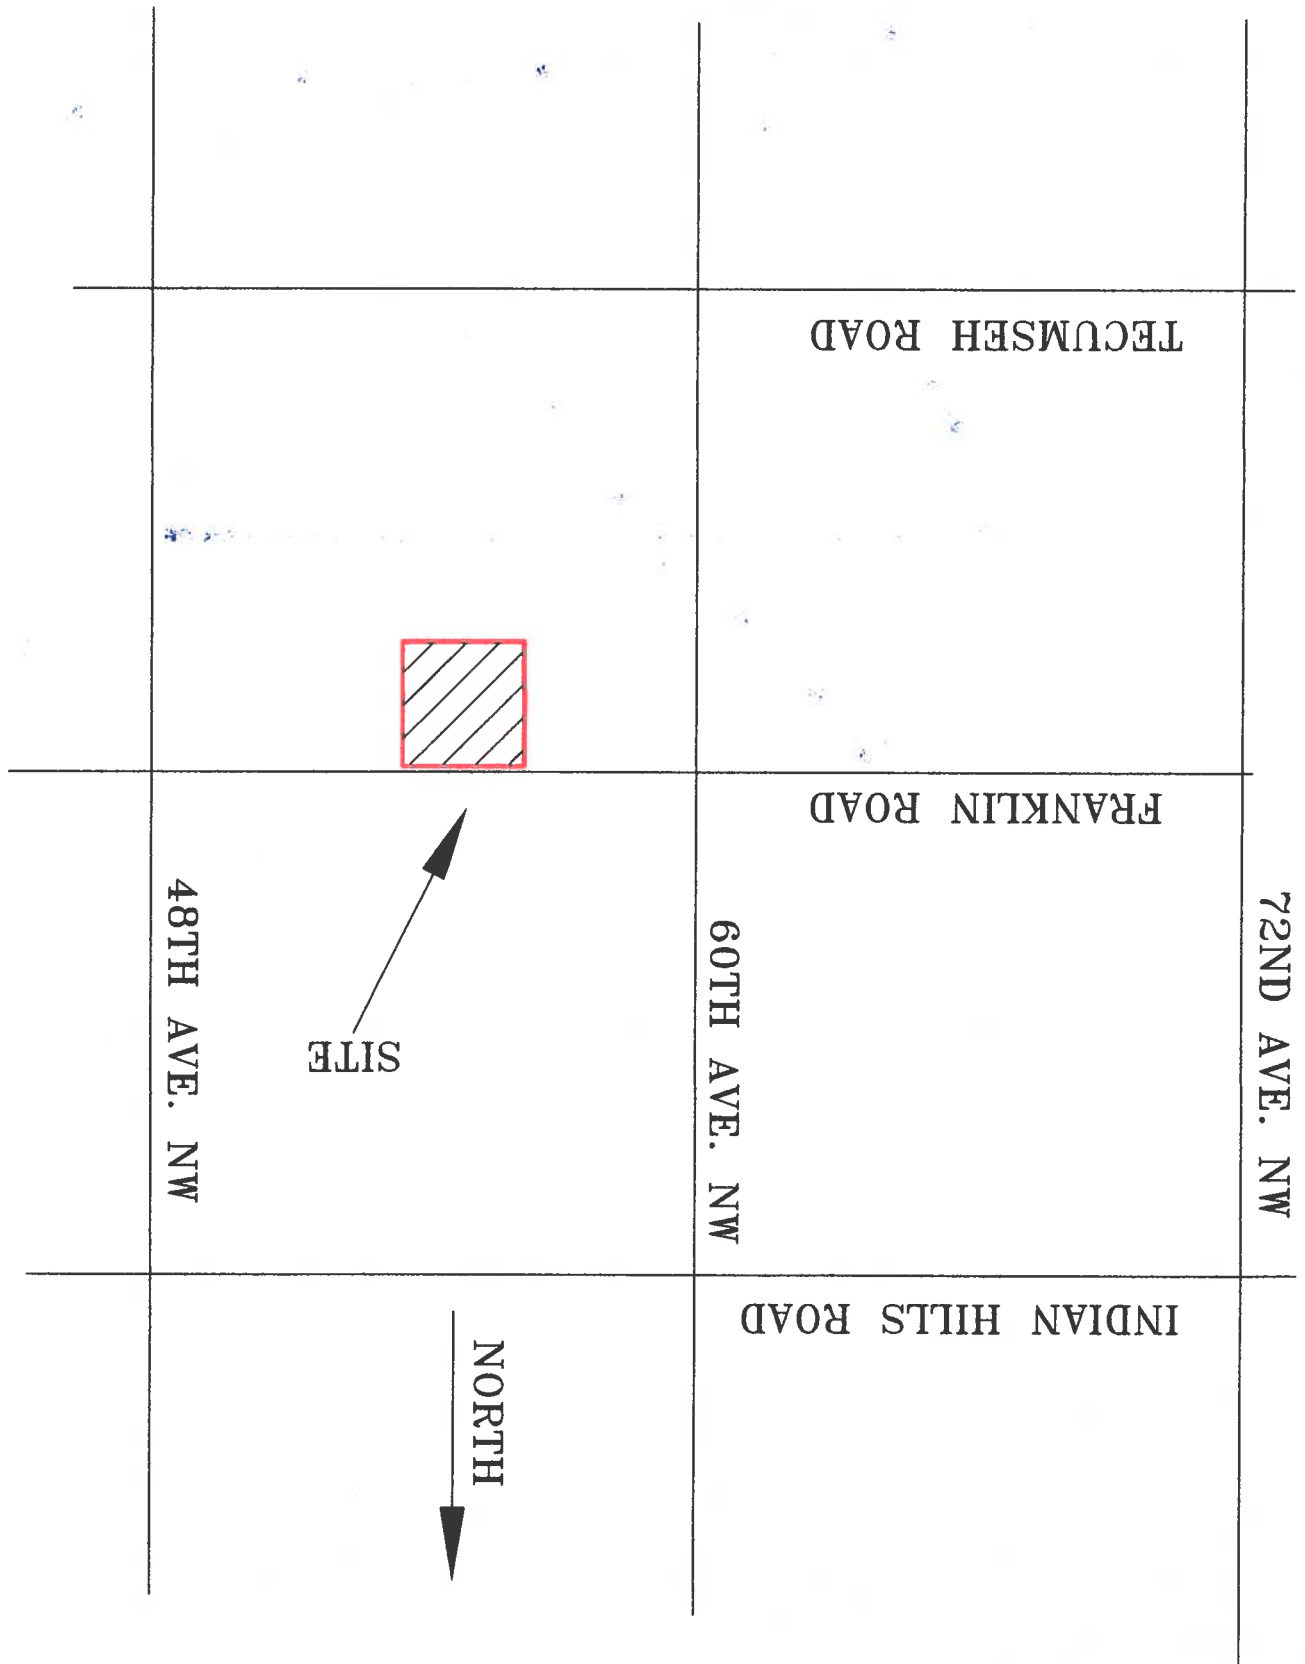 INDIAN HILLS ROAD
NORTH
72ND AVE. NW
60TH AVE. NW
48TH AVE. NW
SITE
FRANKLIN ROAD
TECUMSEH ROAD